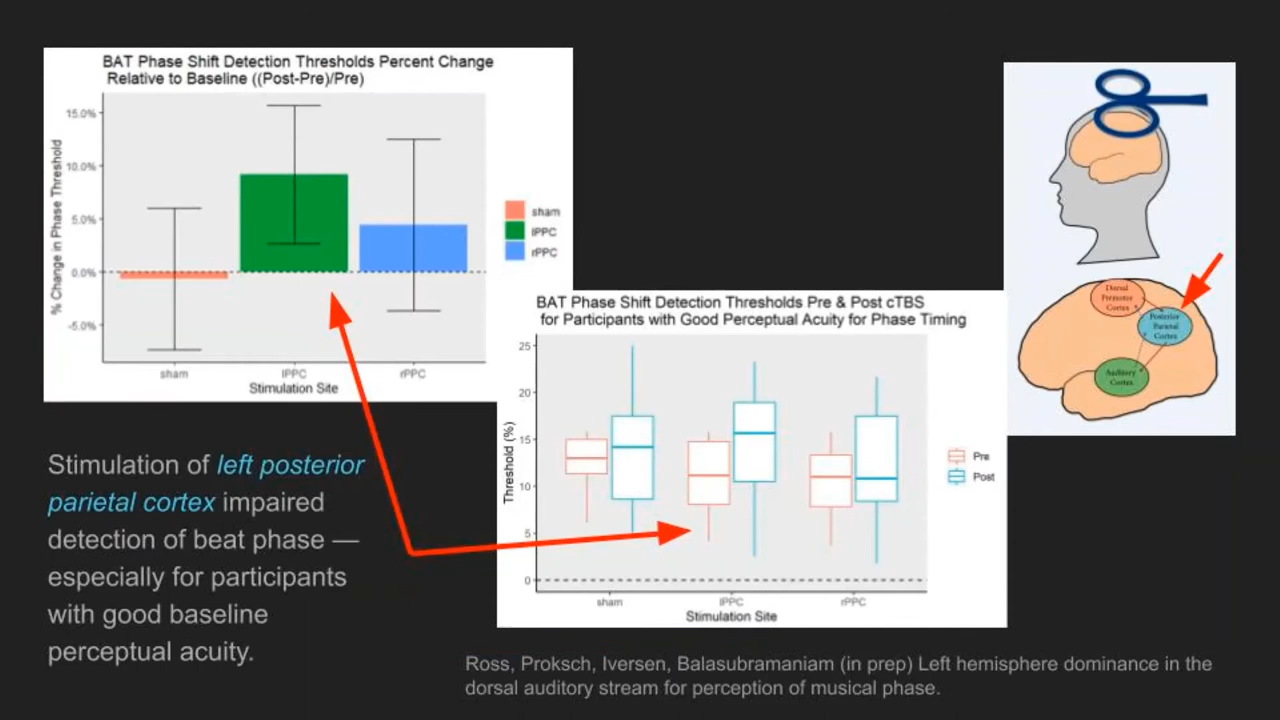 BAT Phase Shift Detection Thresholds Percent Change
Relative to Baseline ((Post-Pre)/Pre)
% Change in Phase Threshold
15.0%
10.0%
5.0%
0.0%
-5.0%
sham
lPPC
rPPC
Stimulation Site
sham
lPPC
rPPC
BAT Phase Shift Detection Thresholds Pre & Post cTBS
for Participants with Good Perceptual Acuity for Phase Timing
Threshold (%)
25
20
15
10
5
0
sham
lPPC
rPPC
Stimulation Site
Pre
Post
Dorsal
Premotor
Cortex
Posterior
Parietal
Cortex
Auditory
Cortex
Stimulation of left posterior
parietal cortex impaired
detection of beat phase —
especially for participants
with good baseline
perceptual acuity.
Ross, Proksch, Iversen, Balasubramaniam (in prep) Left hemisphere dominance in the
dorsal auditory stream for perception of musical phase.